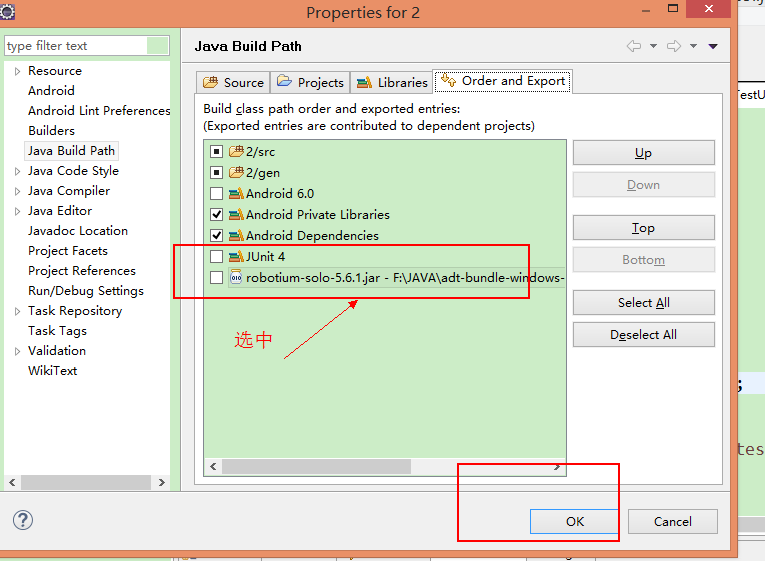 Properties for 2
type filter text
Resource
Android
Android Lint Preferences
Builders
Java Build Path
Java Code Style
Java Compiler
Java Editor
Javadoc Location
Project Facets
Project References
Run/Debug Settings
Task Repository
Task Tags
Validation
WikiText
Java Build Path
Source
Projects
Libraries
Order and Export
Build class path order and exported entries:
(Exported entries are contributed to dependent projects)
2/src
2/gen
Android 6.0
Android Private Libraries
Android Dependencies
JUnit 4
robotium-solo-5.6.1.jar - F:\JAVA\adt-bundle-windows-
选中
Up
Down
Top
Bottom
Select All
Deselect All
OK
Cancel
TestU
;
tes